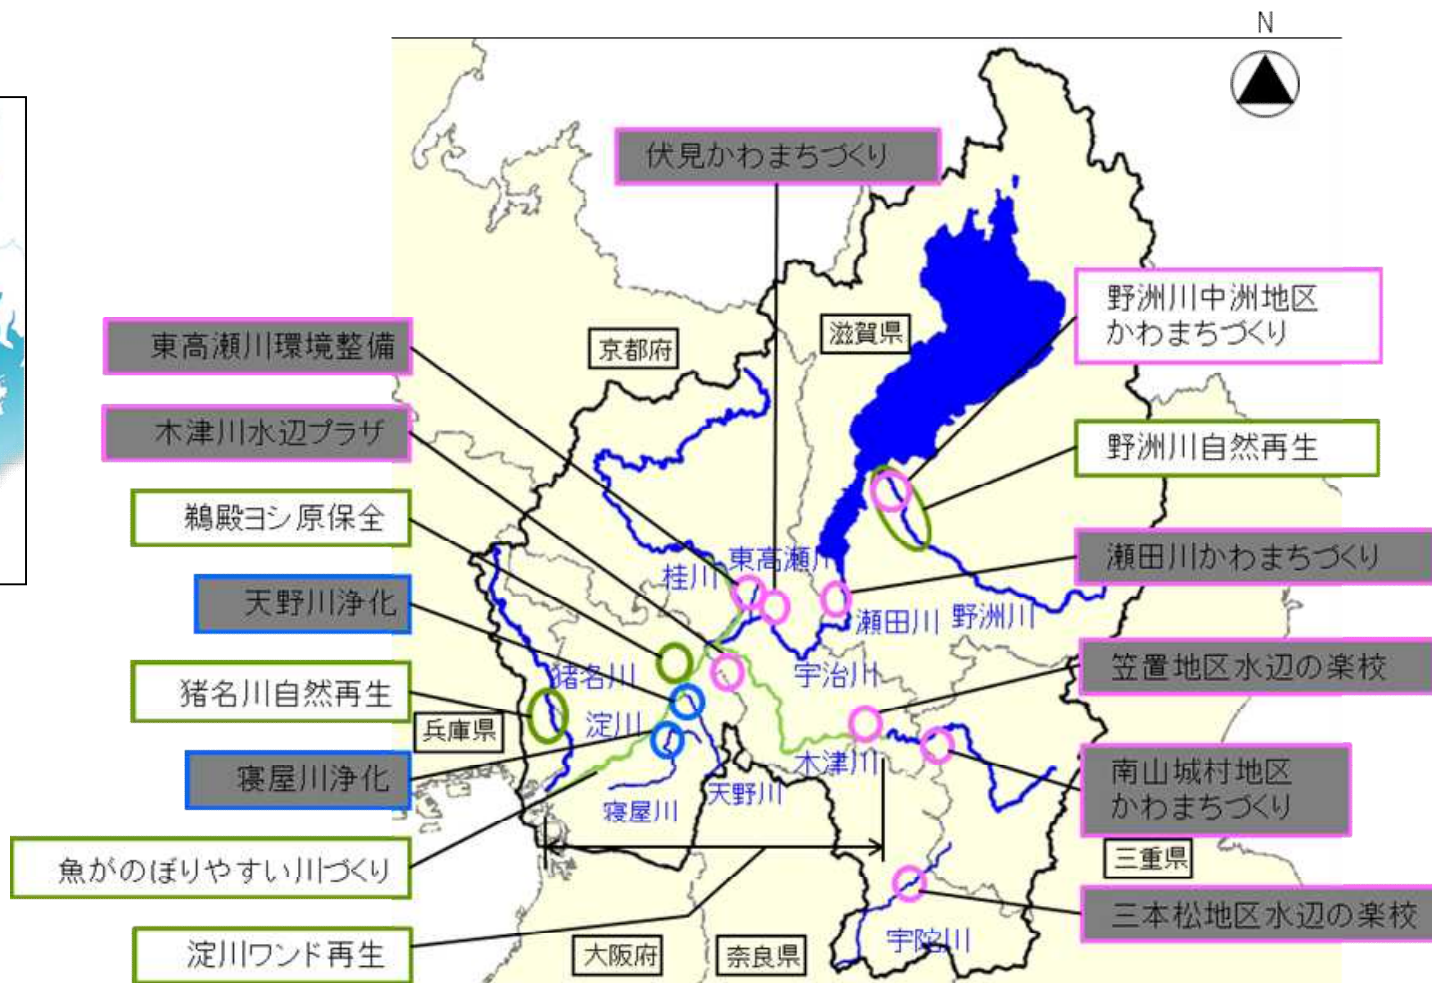 N
伏見かわまちづくり
野洲川中洲地区
かわまちづくり
滋賀県
京都府
東高瀬川環境整備
木津川水辺プラザ
野洲川自然再生
鵜殿ヨシ原保全
瀬田川かわまちづくり
東高瀬川
桂川
天野川浄化
瀬田川
野洲川
笠置地区水辺の楽校
宇治川
猪名川
猪名川自然再生
淀川
兵庫県
木津川
南山城村地区
かわまちづくり
寝屋川浄化
天野川
寝屋川
三重県
魚がのぼりやすい川づくり
三本松地区水辺の楽校
宇陀川
淀川ワンド再生
大阪府
奈良県